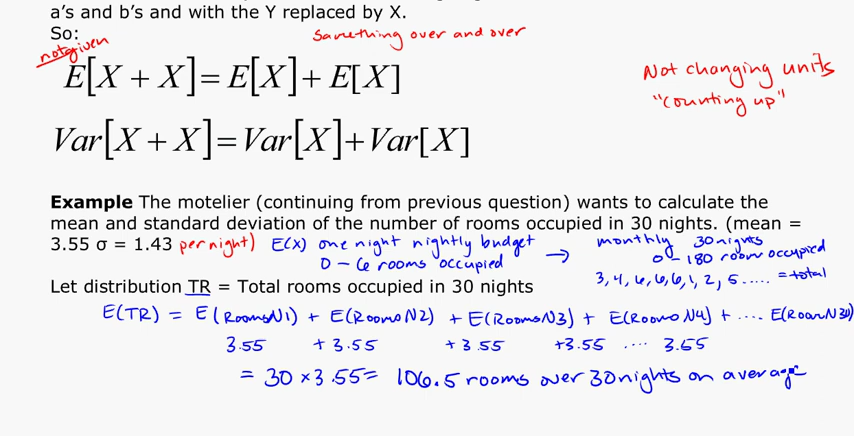 a's and b's and with the Y replaced by X.
So:
Something over and over
not given
E[X + X] = E[X] + E[X]
Not changing units
"counting up"
Var[X + X] = Var[X] + Var[X]
Example The motelier (continuing from previous question) wants to calculate the
mean and standard deviation of the number of rooms occupied in 30 nights. (mean =
3.55 σ = 1.43 per night) E(X) one night nightly budget → monthly 30 nights
0 - 6 rooms occupied 0 - 180 room occupied
3, 4, 6, 6, 6, 1, 2, 5 ..... = total
Let distribution TR = Total rooms occupied in 30 nights
E(TR) = E(RoomsN1) + E(RoomsN2) + E(RoomsN3) + E(RoomsN4) + .... E(RoomN30)
3.55 + 3.55 + 3.55 + 3.55 .... 3.55
= 30 × 3.55 = 106.5 rooms over 30 nights on average